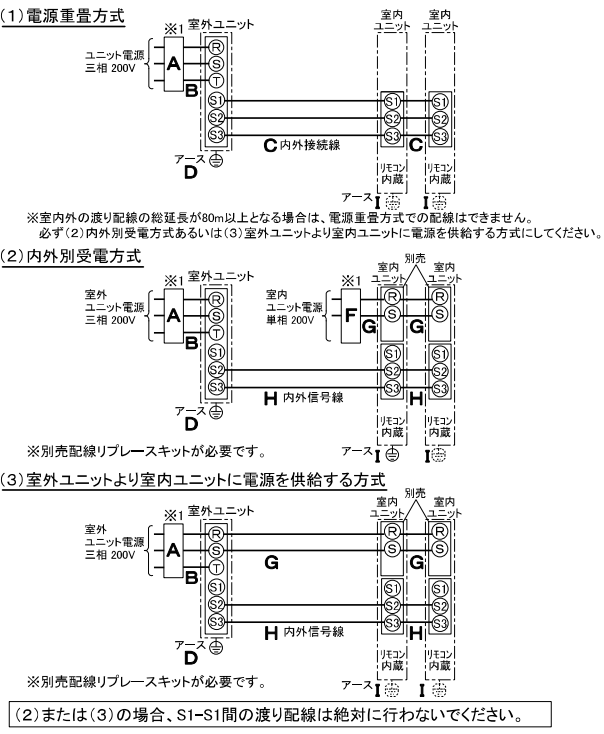 (1)電源重畳方式
※1 室外ユニット
室内 室内
ユニット ユニット
ユニット電源
三相 200V
A
B
R
S
T
S1 S1 S1
S2 S2 S2
S3 S3 S3
C 内外接続線 C
アース
D
リモコン リモコン
内蔵 内蔵
アース I I
※室内外の渡り配線の総延長が80m以上となる場合は、電源重畳方式での配線はできません。
必ず(2)内外別受電方式あるいは(3)室外ユニットより室内ユニットに電源を供給する方式にしてください。
(2)内外別受電方式
別売
※1 室外ユニット ※1
室内 室内
ユニット ユニット
室外
ユニット電源
三相 200V
A
B
室内
ユニット電源
単相 200V
F
R R R
S S S
G G
T
S1 S1 S1
S2 S2 S2
S3 S3 S3
H 内外信号線 H
アース
D
リモコン リモコン
内蔵 内蔵
アース I I
※別売配線リプレースキットが必要です。
(3)室外ユニットより室内ユニットに電源を供給する方式
別売
※1 室外ユニット
室内 室内
ユニット ユニット
室外
ユニット電源
三相 200V
A
B
R R R
S S S
G G
T
S1 S1 S1
S2 S2 S2
S3 S3 S3
H 内外信号線 H
アース
D
リモコン リモコン
内蔵 内蔵
アース I I
※別売配線リプレースキットが必要です。
(2)または(3)の場合、S1-S1間の渡り配線は絶対に行わないでください。